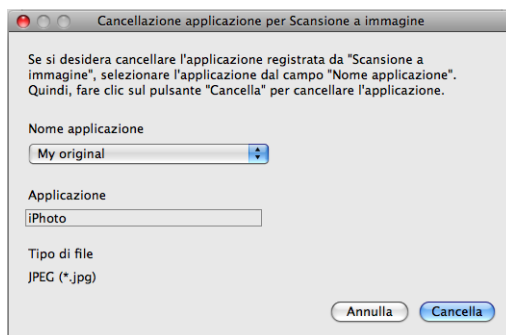 Cancellazione applicazione per Scansione a immagine
Se si desidera cancellare l'applicazione registrata da "Scansione a
immagine", selezionare l'applicazione dal campo "Nome applicazione".
Quindi, fare clic sul pulsante "Cancella" per cancellare l'applicazione.
Nome applicazione
My original
Applicazione
iPhoto
Tipo di file
JPEG (*.jpg)
Annulla Cancella